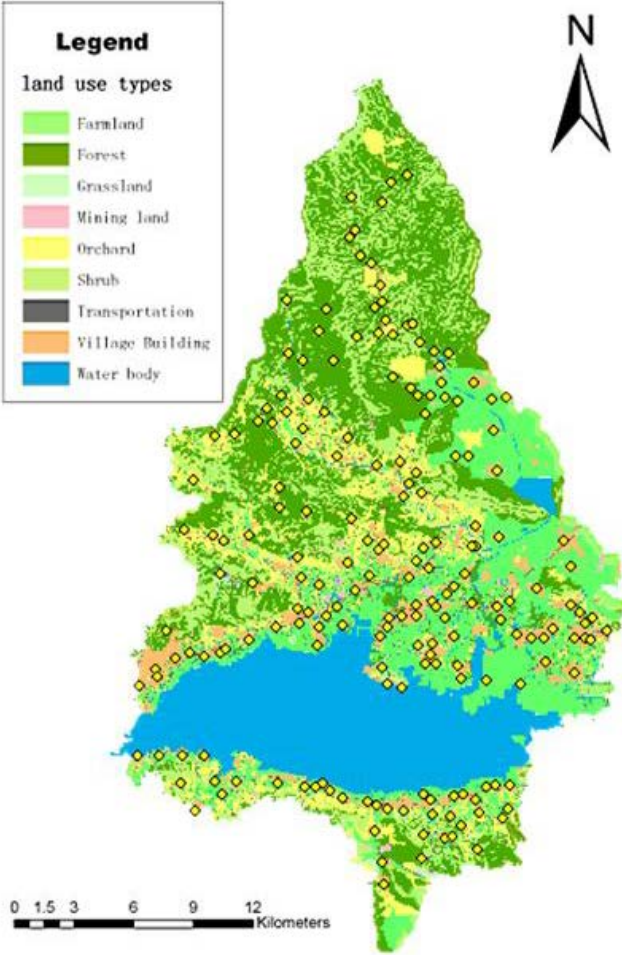 Legend
N
land use types
Farmland
Forest
Grassland
Mining land
Orchard
Shrub
Transportation
Village Building
Water body
0 1.5 3 6 9 12
Kilometers